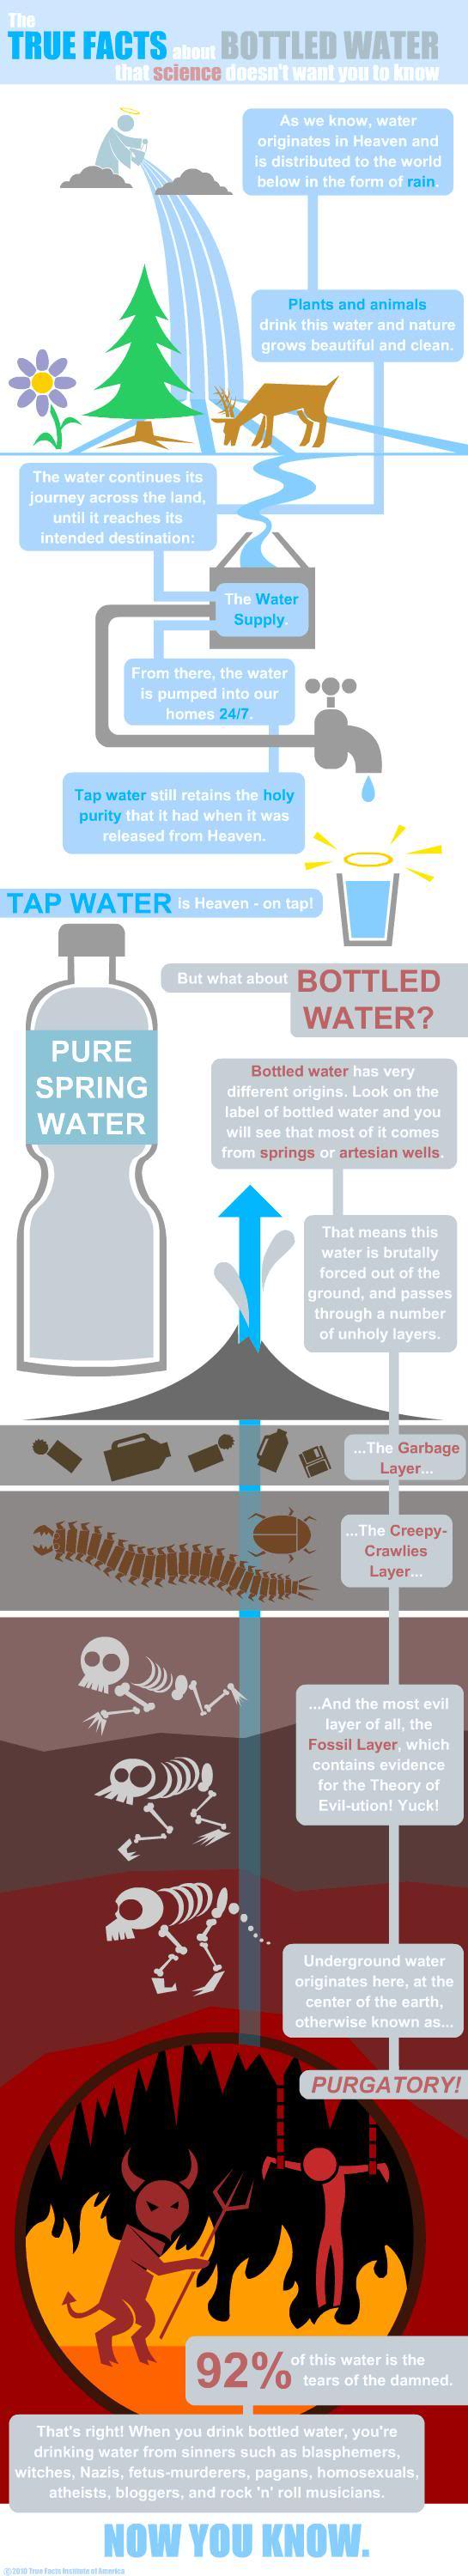 The
TRUE FACTS about BOTTLED WATER
that science doesn't want you to know
As we know, water
originates in Heaven and
is distributed to the world
below in the form of rain.
Plants and animals
drink this water and nature
grows beautiful and clean.
The water continues its
journey across the land,
until it reaches its
intended destination:
The Water
Supply.
From there, the water
is pumped into our
homes 24/7.
Tap water still retains the holy
purity that it had when it was
released from Heaven.
TAP WATER is Heaven - on tap!
But what about BOTTLED
WATER?
PURE
SPRING
WATER
Bottled water has very
different origins. Look on the
label of bottled water and you
will see that most of it comes
from springs or artesian wells.
That means this
water is brutally
forced out of the
ground, and passes
through a number
of unholy layers.
...The Garbage
Layer...
...The Creepy-
Crawlies
Layer...
...And the most evil
layer of all, the
Fossil Layer, which
contains evidence
for the Theory of
Evil-ution! Yuck!
Underground water
originates here, at the
center of the earth,
otherwise known as...
PURGATORY!
92% of this water is the
tears of the damned.
That's right! When you drink bottled water, you're
drinking water from sinners such as blasphemers,
witches, Nazis, fetus-murderers, pagans, homosexuals,
atheists, bloggers, and rock 'n' roll musicians.
NOW YOU KNOW.
© 2010 True Facts Institute of America